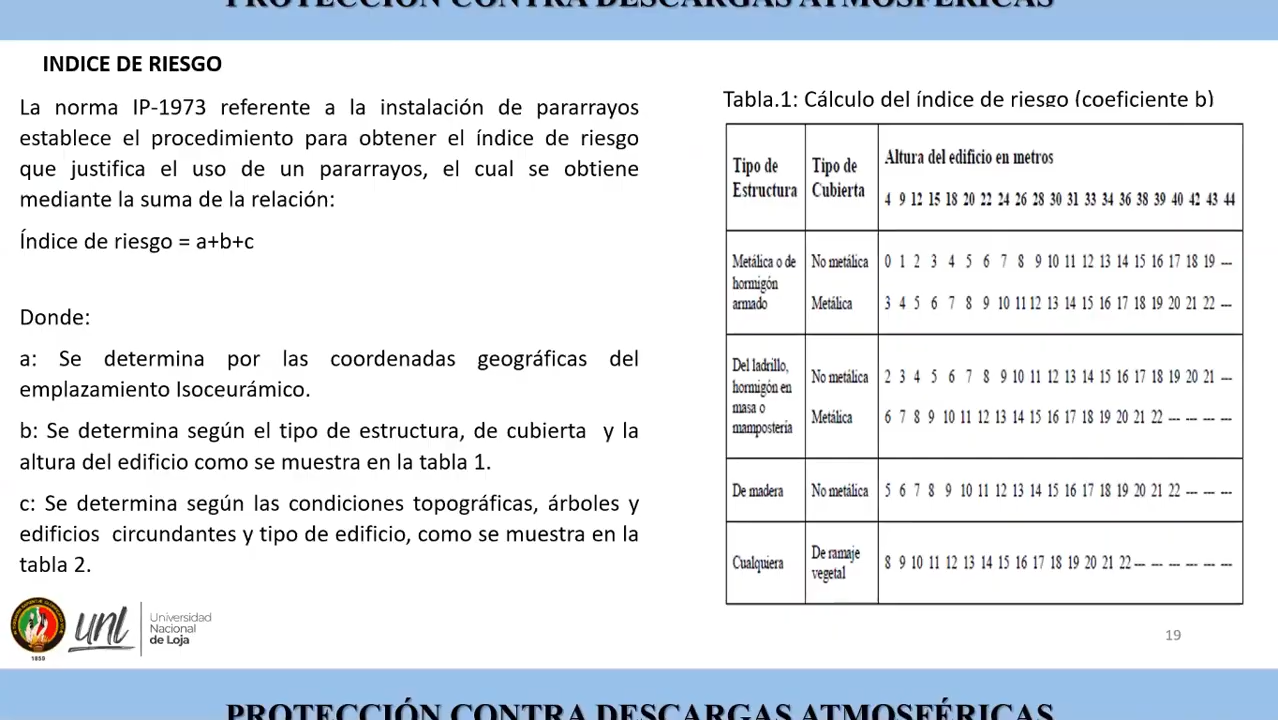 PROTECCIÓN CONTRA DESCARGAS ATMOSFÉRICAS
INDICE DE RIESGO
La norma IP-1973 referente a la instalación de pararrayos
establece el procedimiento para obtener el índice de riesgo
que justifica el uso de un pararrayos, el cual se obtiene
mediante la suma de la relación:
Índice de riesgo = a+b+c
Donde:
a: Se determina por las coordenadas geográficas del
emplazamiento Isoceurámico.
b: Se determina según el tipo de estructura, de cubierta y la
altura del edificio como se muestra en la tabla 1.
c: Se determina según las condiciones topográficas, árboles y
edificios circundantes y tipo de edificio, como se muestra en la
tabla 2.
Tabla.1: Cálculo del índice de riesgo (coeficiente b)
Tipo de
Estructura
Tipo de
Cubierta
Altura del edificio en metros
4 9 12 15 18 20 22 24 26 28 30 31 33 34 36 38 39 40 42 43 44
Metálica o de
hormigón
armado
No metálica
0 1 2 3 4 5 6 7 8 9 10 11 12 13 14 15 16 17 18 19 ---
Metálica
3 4 5 6 7 8 9 10 11 12 13 14 15 16 17 18 19 20 21 22 ---
Del ladrillo,
hormigón en
masa o
mampostería
No metálica
2 3 4 5 6 7 8 9 10 11 12 13 14 15 16 17 18 19 20 21 ---
Metálica
6 7 8 9 10 11 12 13 14 15 16 17 18 19 20 21 22 --- --- --- ---
De madera
No metálica
5 6 7 8 9 10 11 12 13 14 15 16 17 18 19 20 21 22 --- --- ---
Cualquiera
De ramaje
vegetal
8 9 10 11 12 13 14 15 16 17 18 19 20 21 22 --- --- --- --- --- ---
1859
unl
Universidad
Nacional
de Loja
19
PROTECCIÓN CONTRA DESCARGAS ATMOSFÉRICAS